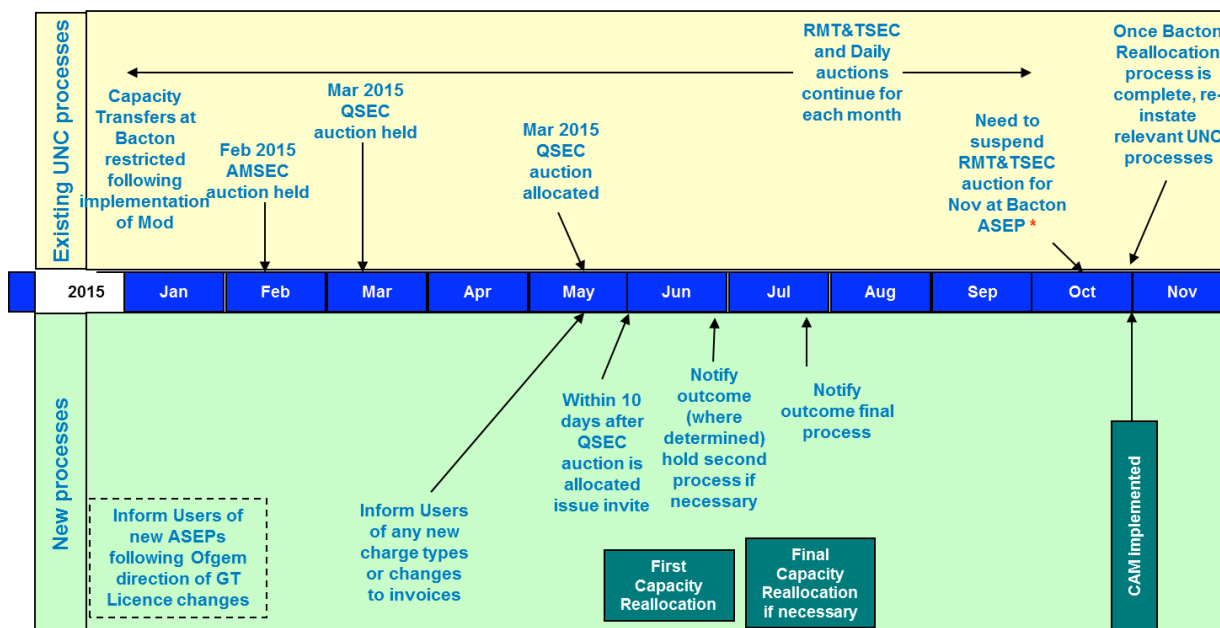 Existing UNC processes
Capacity
Transfers at
Bacton
restricted
following
implementation
of Mod
Feb 2015
AMSEC
auction held
Mar 2015
QSEC
auction held
Mar 2015
QSEC
auction
allocated
RMT&TSEC
and Daily
auctions
continue for
each month
Need to
suspend
RMT&TSEC
auction for
Nov at Bacton
ASEP *
Once Bacton
Reallocation
process is
complete, re-
instate
relevant UNC
processes
2015
Jan
Feb
Mar
Apr
May
Jun
Jul
Aug
Sep
Oct
Nov
New processes
Inform Users of
new ASEPs
following Ofgem
direction of GT
Licence changes
Inform Users
of any new
charge types
or changes
to invoices
Within 10
days after
QSEC
auction is
allocated
issue invite
Notify
outcome
(where
determined)
hold second
process if
necessary
Notify
outcome final
process
First
Capacity
Reallocation
Final
Capacity
Reallocation
if necessary
CAM implemented